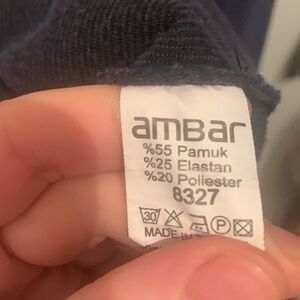 ambar
%55 Pamuk
%25 Elastan
%20 Poliester
8327
30 P
MADE IN